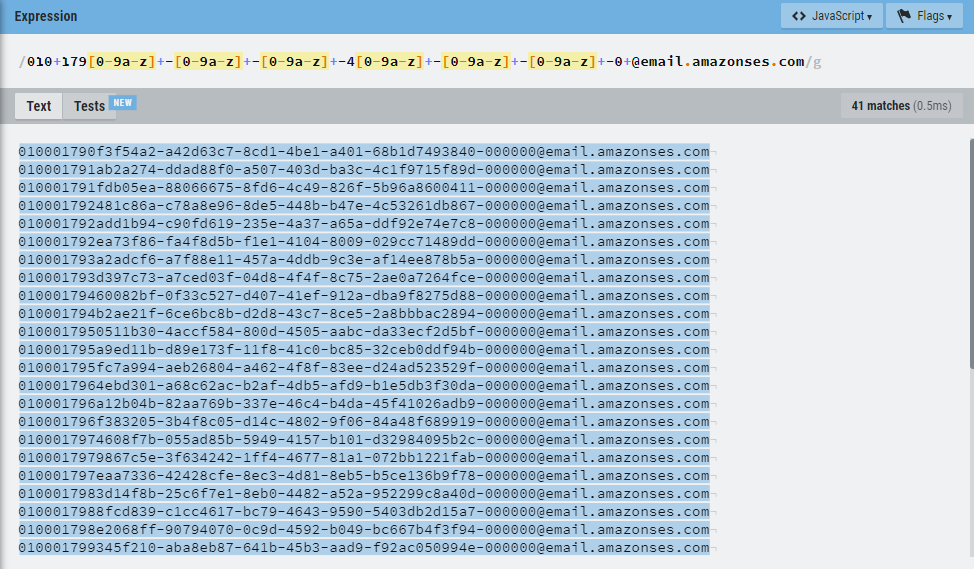 Expression
<> JavaScript▾
Flags▾
/010+179[0-9a-z]+-[0-9a-z]+-[0-9a-z]+-4[0-9a-z]+-[0-9a-z]+-[0-9a-z]+-0+@email.amazonses.com/g
Text
Tests NEW
41 matches (0.5ms)
010001790f3f54a2-a42d63c7-8cd1-4be1-a401-68b1d7493840-000000@email.amazonses.com¬
010001791ab2a274-ddad88f0-a507-403d-ba3c-4c1f9715f89d-000000@email.amazonses.com¬
010001791fdb05ea-88066675-8fd6-4c49-826f-5b96a8600411-000000@email.amazonses.com¬
010001792481c86a-c78a8e96-8de5-448b-b47e-4c53261db867-000000@email.amazonses.com¬
010001792add1b94-c90fd619-235e-4a37-a65a-ddf92e74e7c8-000000@email.amazonses.com¬
010001792ea73f86-fa4f8d5b-f1e1-4104-8009-029cc71489dd-000000@email.amazonses.com¬
010001793a2adcf6-a7f88e11-457a-4ddb-9c3e-af14ee878b5a-000000@email.amazonses.com¬
010001793d397c73-a7ced03f-04d8-4f4f-8c75-2ae0a7264fce-000000@email.amazonses.com¬
01000179460082bf-0f33c527-d407-41ef-912a-dba9f8275d88-000000@email.amazonses.com¬
010001794b2ae21f-6ce6bc8b-d2d8-43c7-8ce5-2a8bbbac2894-000000@email.amazonses.com¬
010001795​0511b30-4accf584-800d-4505-aabc-da33ecf2d5bf-000000@email.amazonses.com¬
010001795a9ed11b-d89e173f-11f8-41c0-bc85-32ceb0ddf94b-000000@email.amazonses.com¬
010001795fc7a994-aeb26804-a462-4f8f-83ee-d24ad523529f-000000@email.amazonses.com¬
0100017964ebd301-a68c62ac-b2af-4db5-afd9-b1e5db3f30da-000000@email.amazonses.com¬
010001796a12b04b-82aa769b-337e-46c4-b4da-45f41026adb9-000000@email.amazonses.com¬
010001796f383205-3b4f8c05-d14c-4802-9f06-84a48f689919-000000@email.amazonses.com¬
010001797​4608f7b-055ad85b-5949-4157-b101-d32984095b2c-000000@email.amazonses.com¬
010001797​9867c5e-3f634242-1ff4-4677-81a1-072bb1221fab-000000@email.amazonses.com¬
010001797eaa7336-42428cfe-8ec3-4d81-8eb5-b5ce136b9f78-000000@email.amazonses.com¬
010001798​3d14f8b-25c6f7e1-8eb0-4482-a52a-952299c8a40d-000000@email.amazonses.com¬
010001798​8fcd839-c1cc4617-bc79-4643-9590-5403db2d15a7-000000@email.amazonses.com¬
010001798e2068ff-90794070-0c9d-4592-b049-bc667b4f3f94-000000@email.amazonses.com¬
010001799345f210-aba8eb87-641b-45b3-aad9-f92ac050994e-000000@email.amazonses.com¬